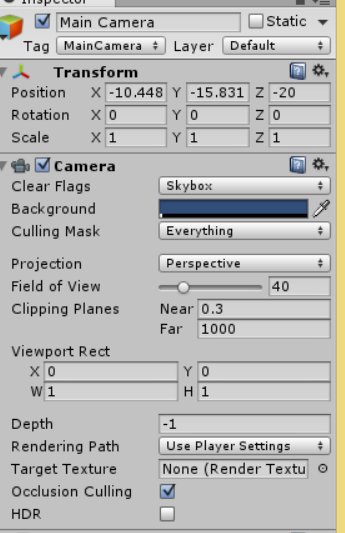 Inspector
Main Camera Static
Tag MainCamera Layer Default
Transform
Position X -10.448 Y -15.831 Z -20
Rotation X 0 Y 0 Z 0
Scale X 1 Y 1 Z 1
Camera
Clear Flags Skybox
Background
Culling Mask Everything
Projection Perspective
Field of View 40
Clipping Planes Near 0.3
Far 1000
Viewport Rect
X 0 Y 0
W 1 H 1
Depth -1
Rendering Path Use Player Settings
Target Texture None (Render Textu
Occlusion Culling
HDR